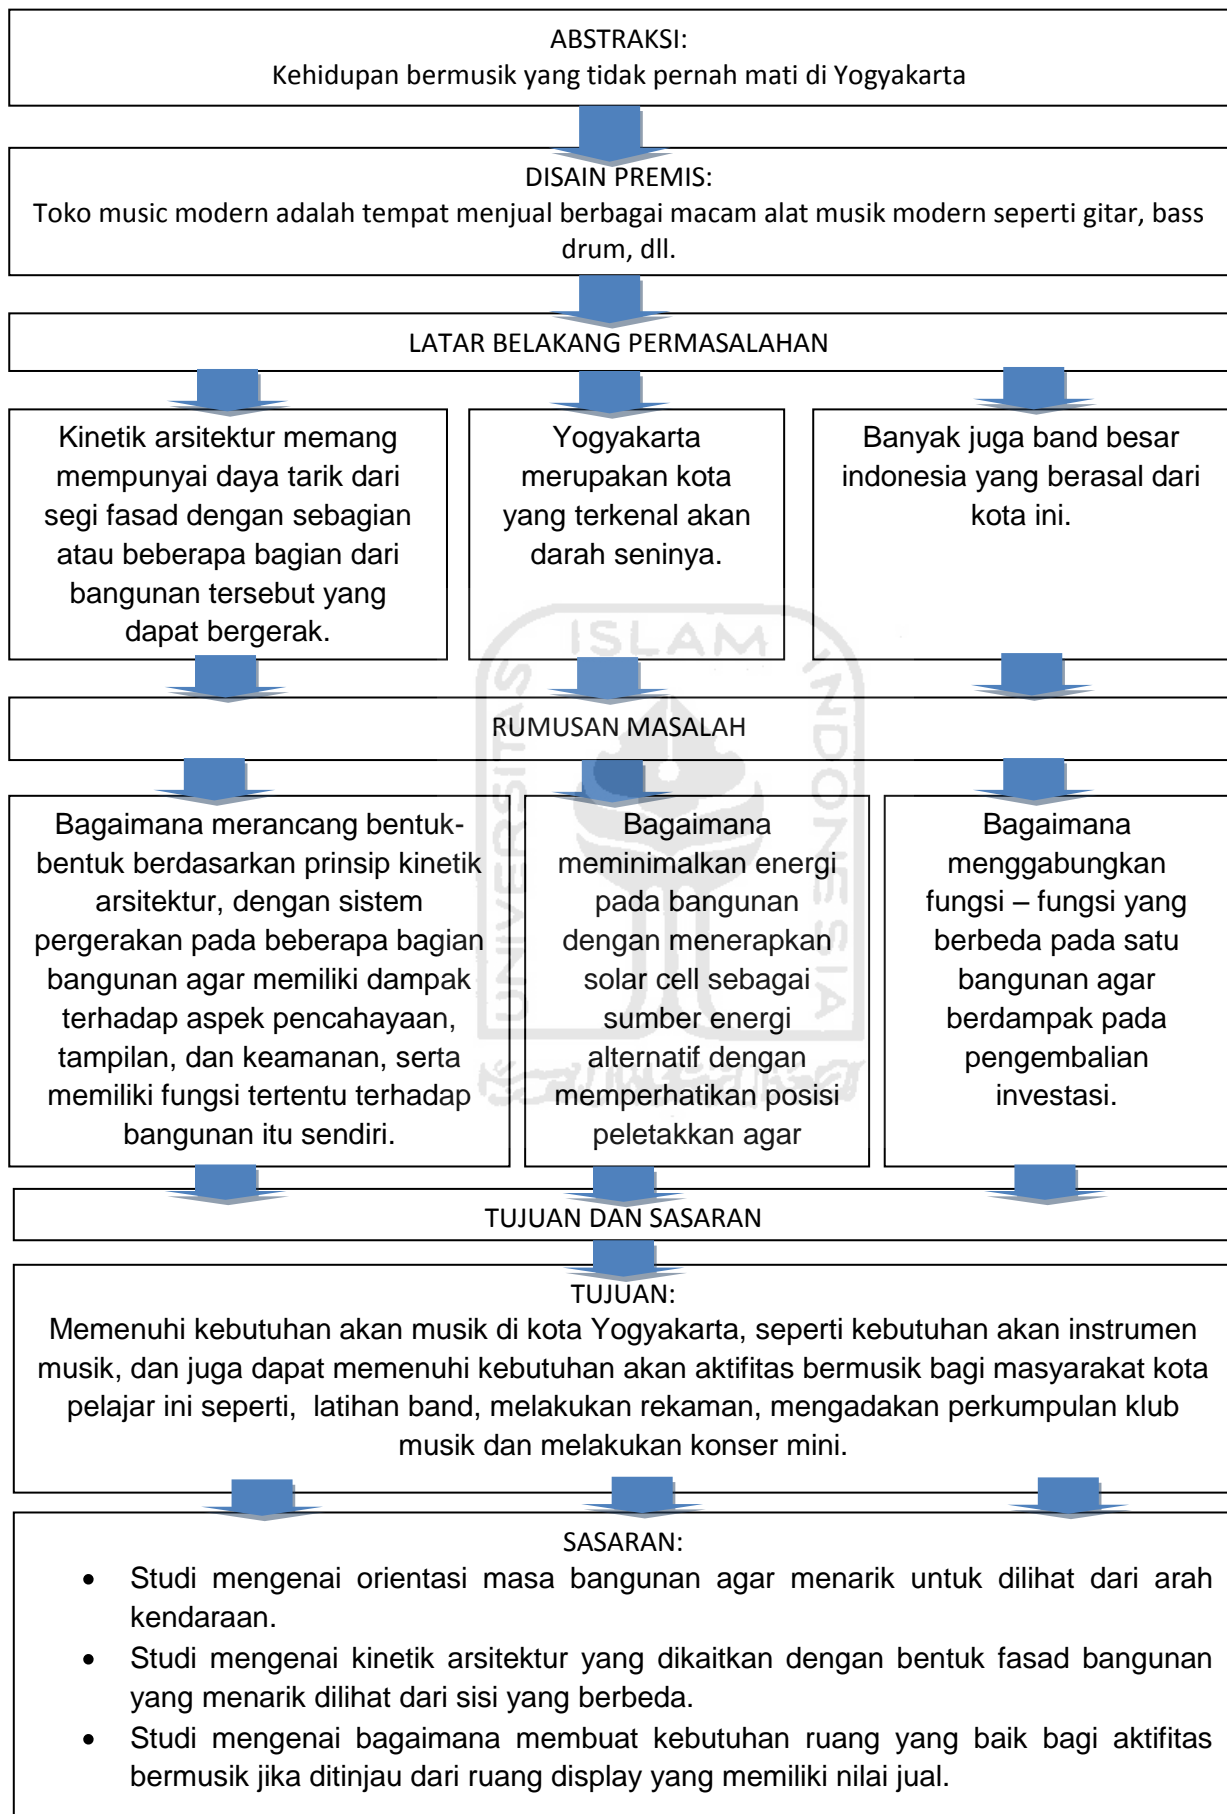 ABSTRAKSI:
Kehidupan bermusik yang tidak pernah mati di Yogyakarta
DISAIN PREMIS:
Toko music modern adalah tempat menjual berbagai macam alat musik modern seperti gitar, bass
drum, dll.
LATAR BELAKANG PERMASALAHAN
Kinetik arsitektur memang
mempunyai daya tarik dari
segi fasad dengan sebagian
atau beberapa bagian dari
bangunan tersebut yang
dapat bergerak.
Yogyakarta
merupakan kota
yang terkenal akan
darah seninya.
Banyak juga band besar
indonesia yang berasal dari
kota ini.
RUMUSAN MASALAH
Bagaimana merancang bentuk-
bentuk berdasarkan prinsip kinetik
arsitektur, dengan sistem
pergerakan pada beberapa bagian
bangunan agar memiliki dampak
terhadap aspek pencahayaan,
tampilan, dan keamanan, serta
memiliki fungsi tertentu terhadap
bangunan itu sendiri.
Bagaimana
meminimalkan energi
pada bangunan
dengan menerapkan
solar cell sebagai
sumber energi
alternatif dengan
memperhatikan posisi
peletakkan agar
Bagaimana
menggabungkan
fungsi – fungsi yang
berbeda pada satu
bangunan agar
berdampak pada
pengembalian
investasi.
TUJUAN DAN SASARAN
TUJUAN:
Memenuhi kebutuhan akan musik di kota Yogyakarta, seperti kebutuhan akan instrumen
musik, dan juga dapat memenuhi kebutuhan akan aktifitas bermusik bagi masyarakat kota
pelajar ini seperti,  latihan band, melakukan rekaman, mengadakan perkumpulan klub
musik dan melakukan konser mini.
SASARAN:
• Studi mengenai orientasi masa bangunan agar menarik untuk dilihat dari arah
kendaraan.
• Studi mengenai kinetik arsitektur yang dikaitkan dengan bentuk fasad bangunan
yang menarik dilihat dari sisi yang berbeda.
• Studi mengenai bagaimana membuat kebutuhan ruang yang baik bagi aktifitas
bermusik jika ditinjau dari ruang display yang memiliki nilai jual.
UNIVERSITAS
ISLAM
INDONESIA